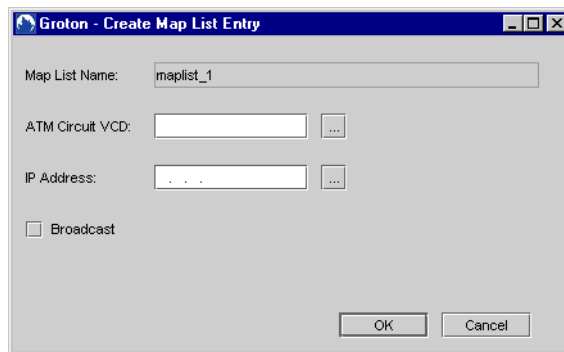 Groton - Create Map List Entry
Map List Name: maplist_1
ATM Circuit VCD: ...
IP Address: . . . ...
Broadcast
OK Cancel